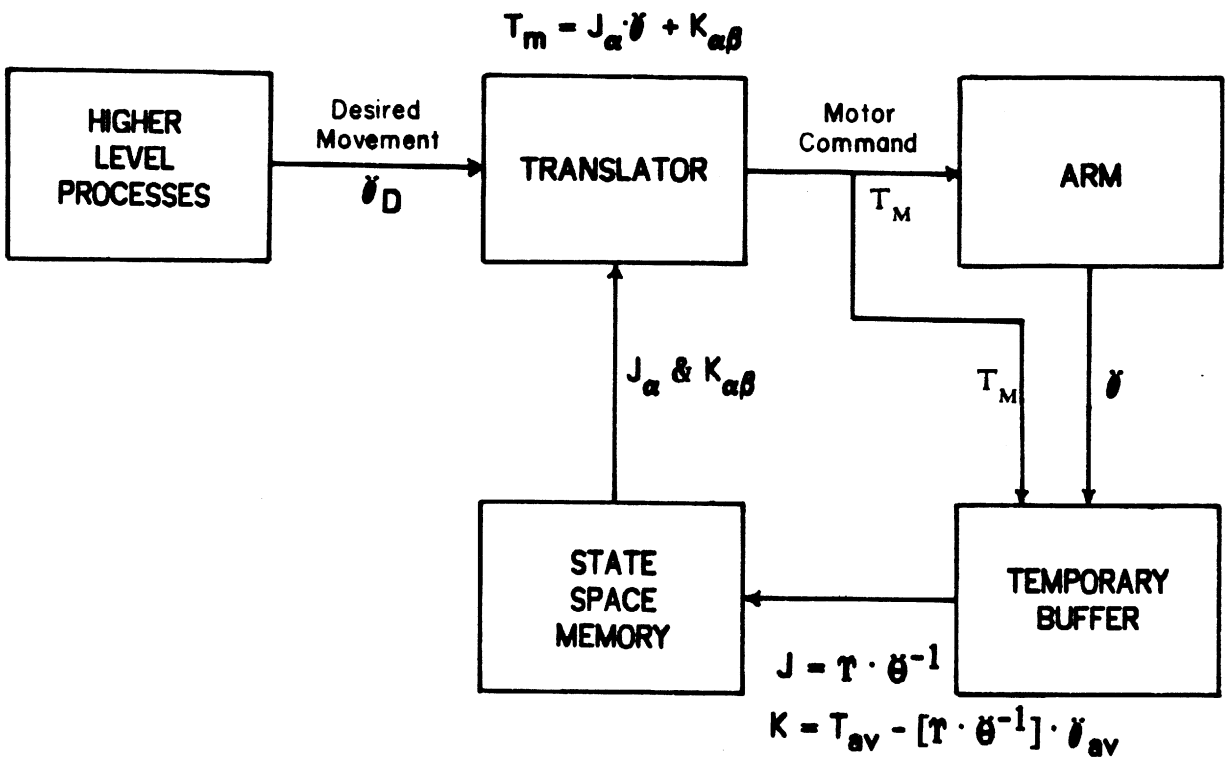 T_m = J_α · γ̈ + K_αβ
HIGHER
LEVEL
PROCESSES
Desired
Movement
γ̈_D
TRANSLATOR
Motor
Command
T_M
ARM
J_α & K_αβ
T_M
γ̈
STATE
SPACE
MEMORY
TEMPORARY
BUFFER
J = ϒ · Ӫ⁻¹
K = T_av - [ϒ · Ӫ⁻¹] · γ̈_av